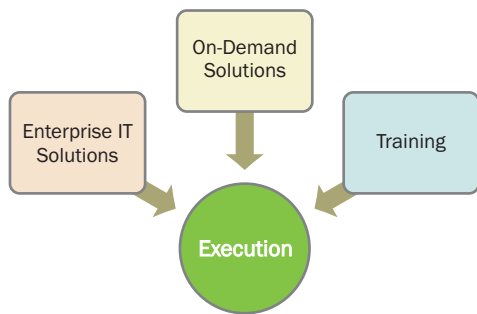 On-Demand
Solutions
Enterprise IT
Solutions
Training
Execution